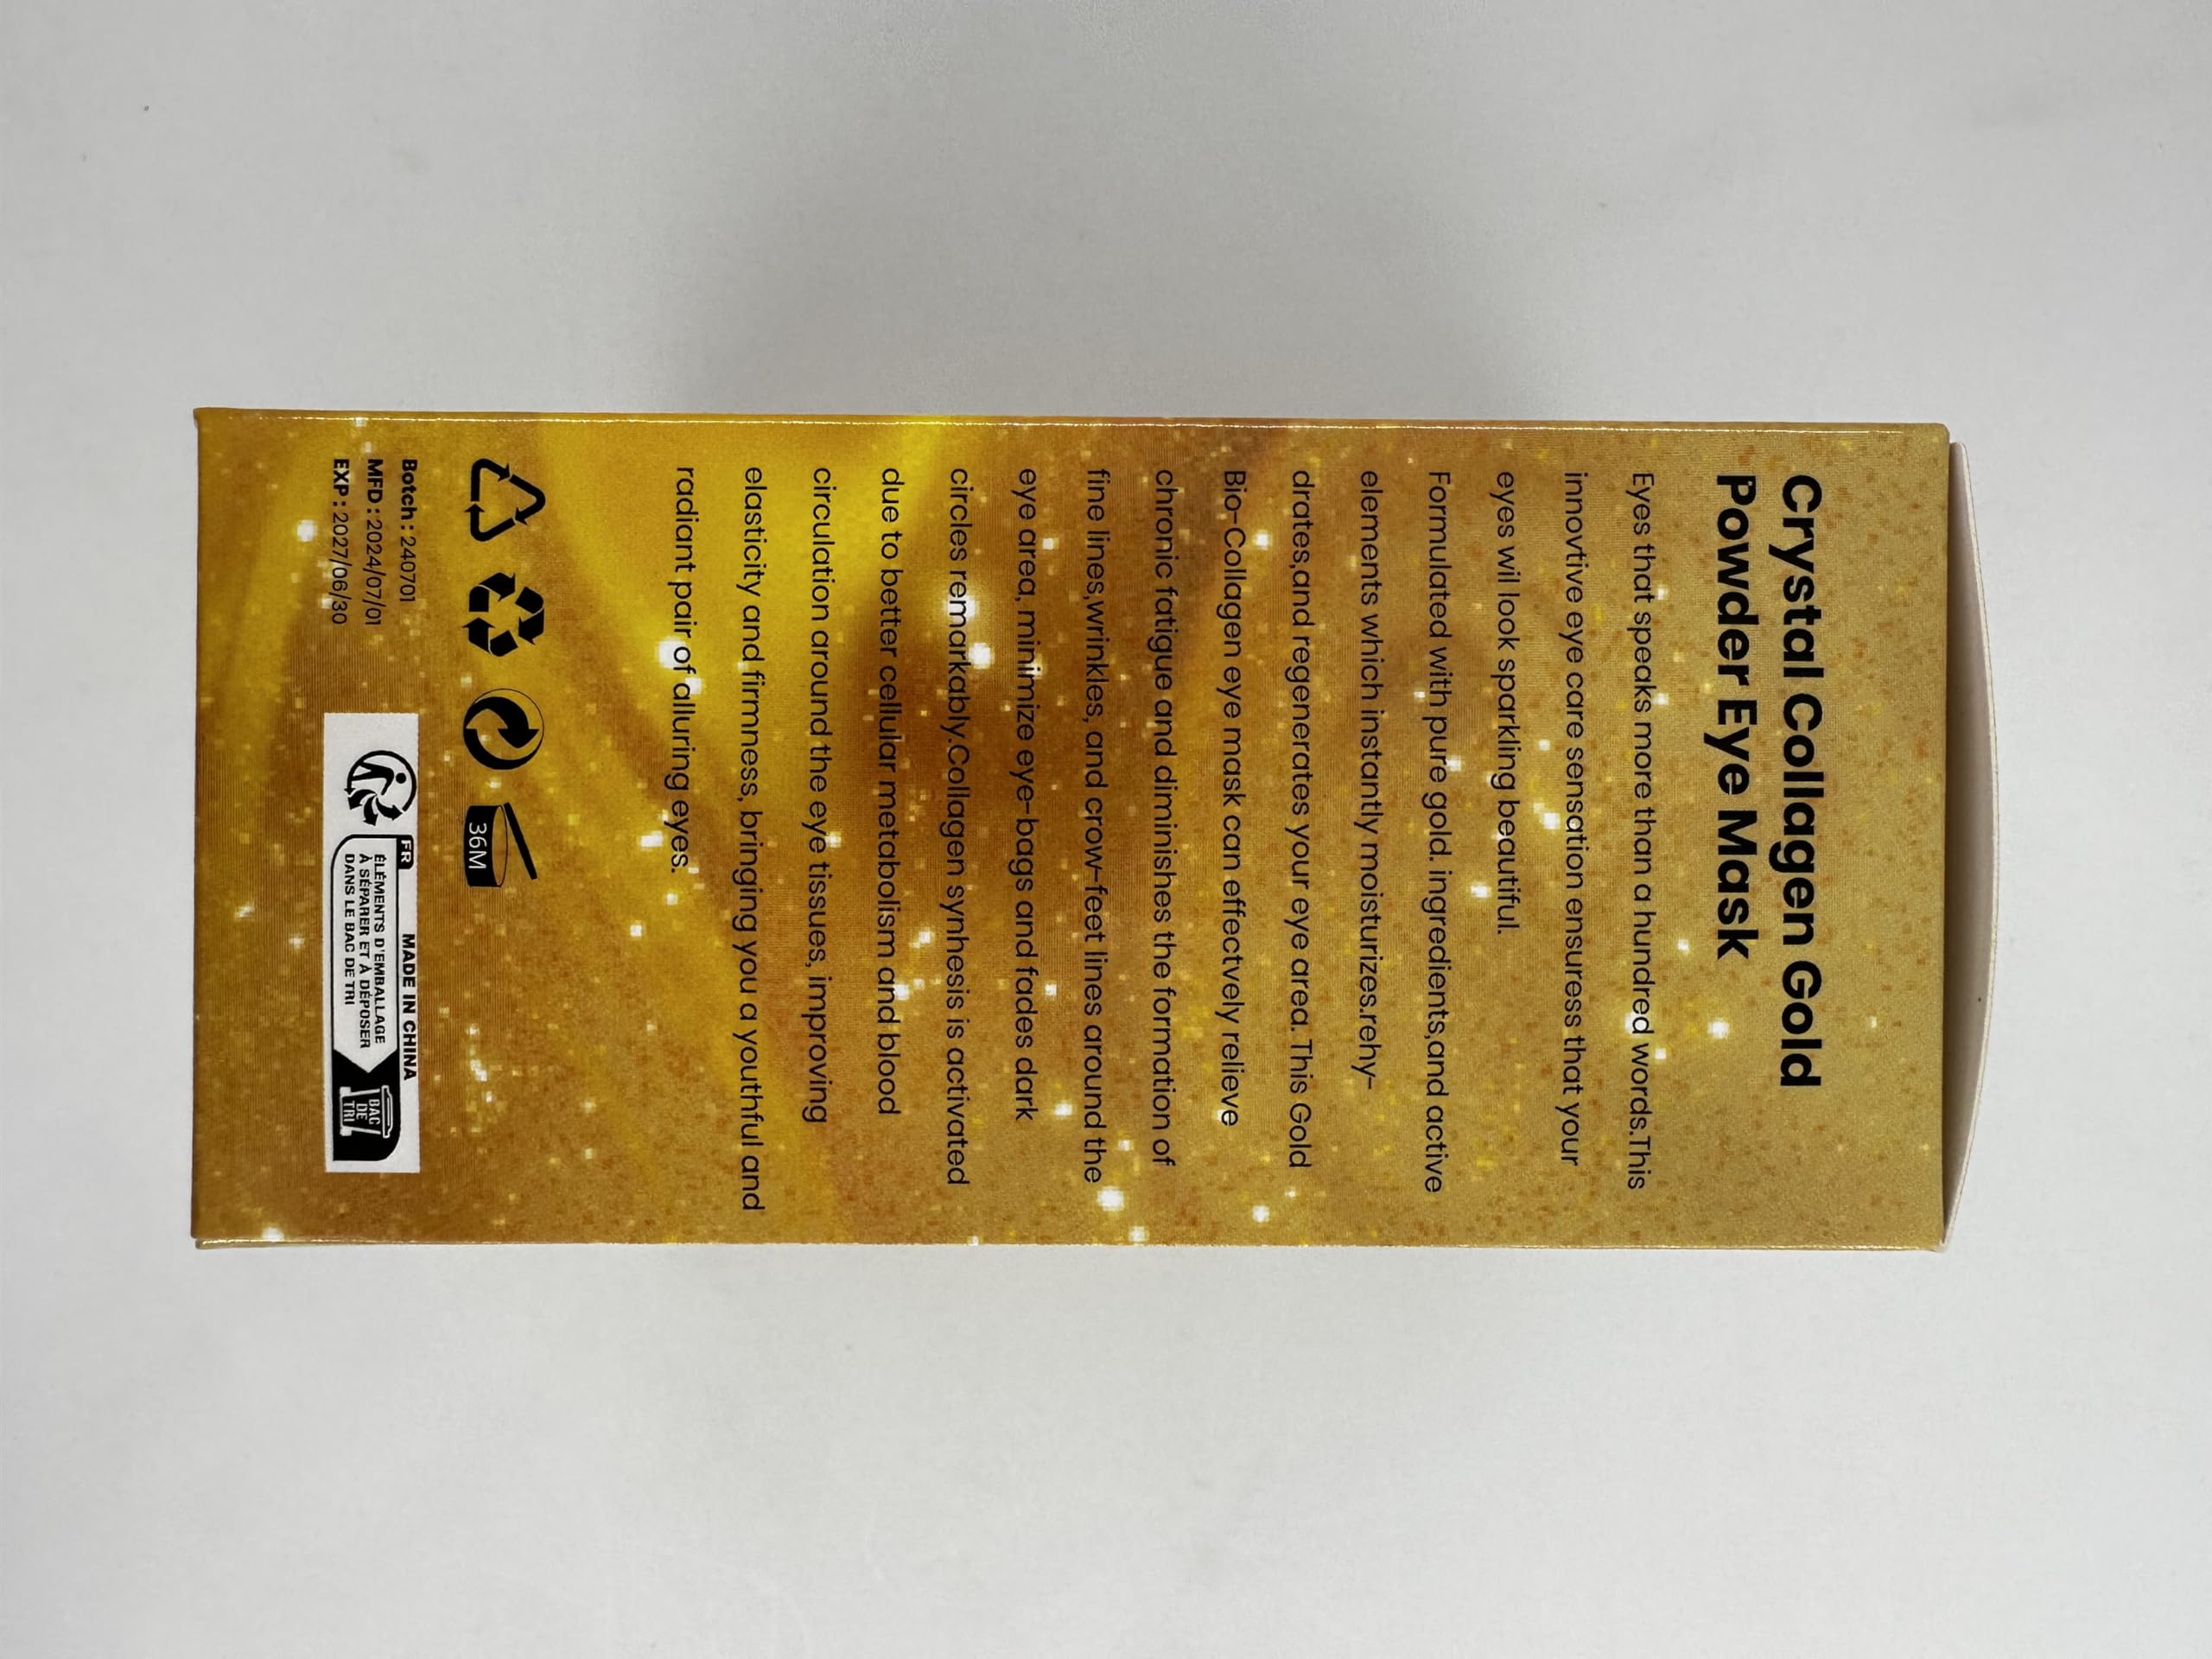 Crystal Collagen Gold
Powder Eye Mask
Eyes that speaks more than a hundred words.This
innovtive eye care sensation ensuress that your
eyes wil look sparkling beautiful.
Formulated with pure gold. ingredients,and active
elements which instantly moisturizes.rehy-
drates,and regenerates your eye area. This Gold
Bio-Collagen eye mask can effectvely relieve
chronic fatigue and diminishes the formation of
fine lines,wrinkles, and crow-feet lines around the
eye area, minimize eye-bags and fades dark
circles remarkably.Collagen synhesis is activated
due to better cellular metabolism and blood
circulation around the eye tissues, improving
elasticity and firmness, bringing you a youthful and
radiant pair of alluring eyes.
36M
Botch : 240701
MFD : 2024/07/01
EXP : 2027/06/30
MADE IN CHINA
FR
ÉLÉMENTS D'EMBALLAGE
À SÉPARER ET À DÉPOSER
DANS LE BAC DE TRI
BAC
DE
TRI